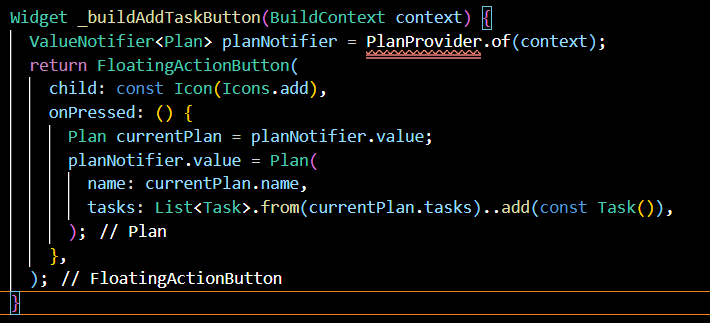 Widget _buildAddTaskButton(BuildContext context) {
  ValueNotifier<Plan> planNotifier = PlanProvider.of(context);
  return FloatingActionButton(
    child: const Icon(Icons.add),
    onPressed: () {
      Plan currentPlan = planNotifier.value;
      planNotifier.value = Plan(
        name: currentPlan.name,
        tasks: List<Task>.from(currentPlan.tasks)..add(const Task()),
      ); // Plan
    },
  ); // FloatingActionButton
}